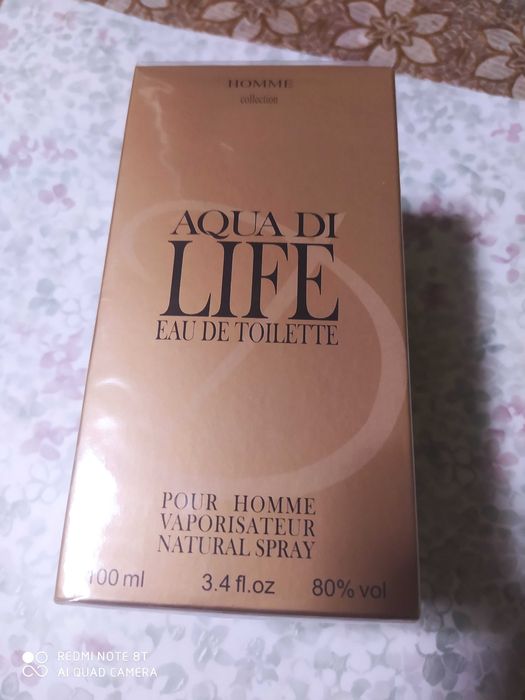 HOMME
collection
AQUA DI
LIFE
EAU DE TOILETTE
POUR HOMME
VAPORISATEUR
NATURAL SPRAY
100 ml 3.4 fl.oz 80% vol
REDMI NOTE 8T
AI QUAD CAMERA